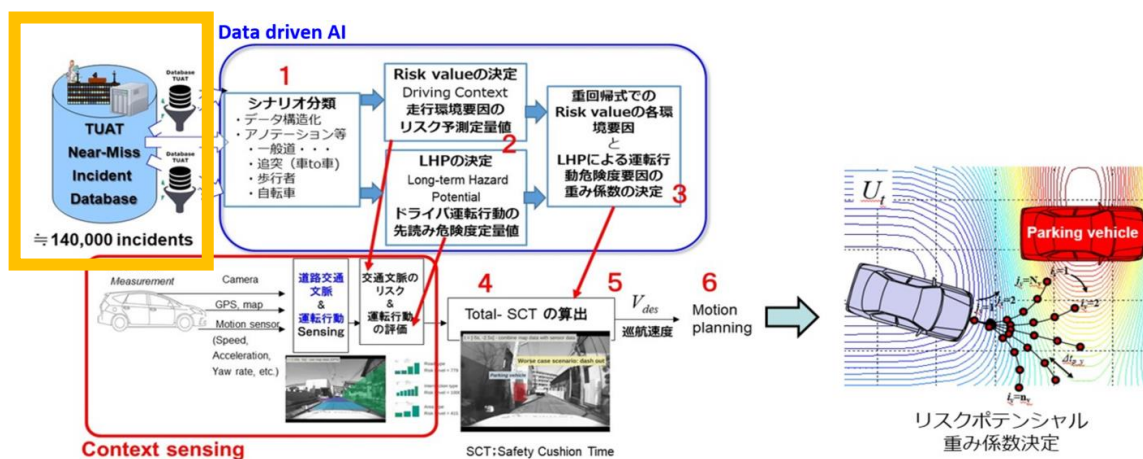 Data driven AI
Database
TUAT
TUAT
Near-Miss
Incident
Database
Database
TUAT
≒ 140,000 incidents
1
シナリオ分類
・データ構造化
・アノテーション等
・一般道・・・
・追突（車to車）
・歩行者
・自転車
Risk valueの決定
Driving Context
走行環境要因の
リスク予測定量値
2
LHPの決定
Long-term Hazard
Potential
ドライバ運転行動の
先読み危険度定量値
重回帰式での
Risk valueの各環
境要因
と
LHPによる運転行
動危険度要因の
重み係数の決定
3
Measurement
Camera
GPS, map
Motion sensor
(Speed,
Acceleration,
Yaw rate, etc.)
道路交通
文脈
&
運転行動
Sensing
交通文脈の
リスク
&
運転行動
の評価
Context sensing
4
Total- SCT の算出
Worse case scenario: dash out
Parking vehicle
SCT；Safety Cushion Time
5
Vdes
巡航速度
6
Motion
planning
Ut
Parking vehicle
リスクポテンシャル
重み係数決定